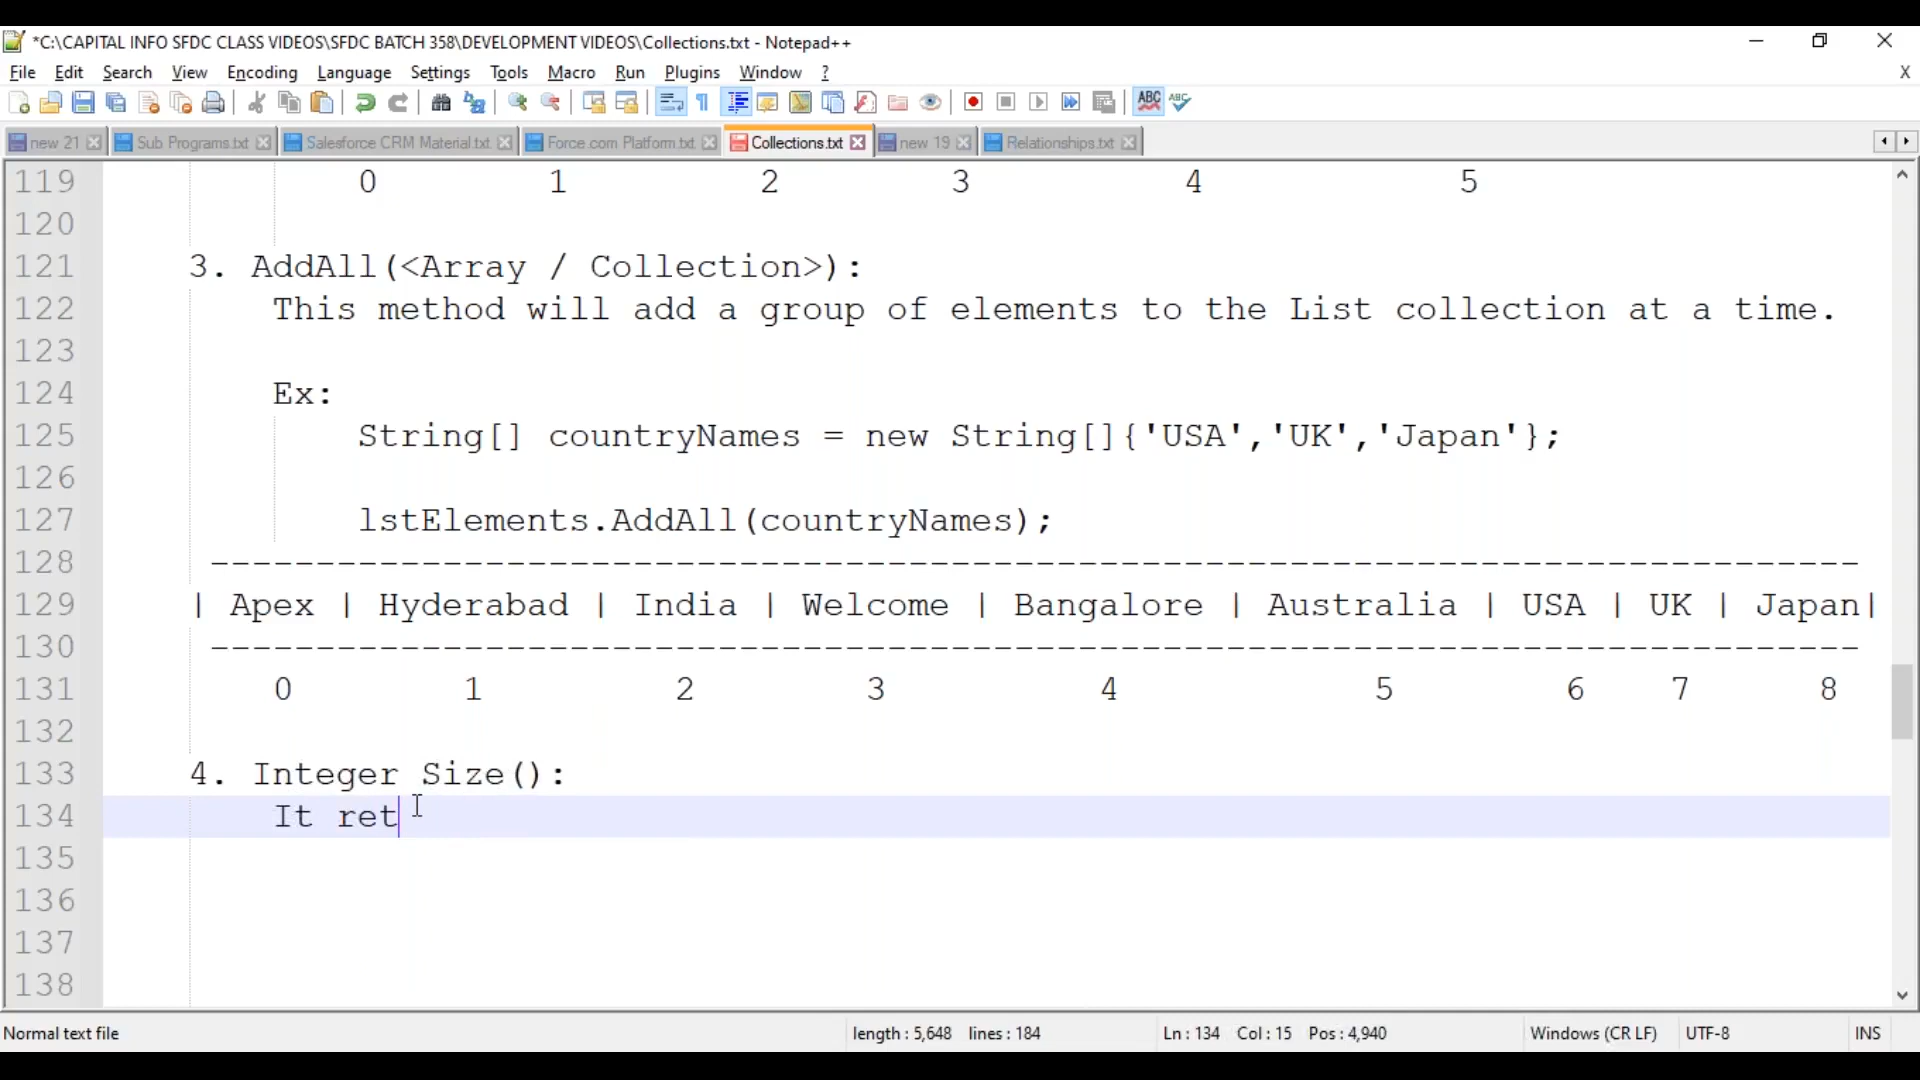 *C:\CAPITAL INFO SFDC CLASS VIDEOS\SFDC BATCH 358\DEVELOPMENT VIDEOS\Collections.txt - Notepad++
File Edit Search View Encoding Language Settings Tools Macro Run Plugins Window ? X
new 21 Sub Programs.txt Salesforce CRM Material.txt Force.com Platform.txt Collections.txt new 19 Relationships.txt
119 0 1 2 3 4 5
120
121 3. AddAll(<Array / Collection>):
122 This method will add a group of elements to the List collection at a time.
123
124 Ex:
125 String[] countryNames = new String[]{'USA','UK','Japan'};
126
127 lstElements.AddAll(countryNames);
128 ------------------------------------------------------------------------------
129 | Apex | Hyderabad | India | Welcome | Bangalore | Australia | USA | UK | Japan|
130 ------------------------------------------------------------------------------
131 0 1 2 3 4 5 6 7 8
132
133 4. Integer Size():
134 It ret
135
136
137
138
Normal text file length : 5,648 lines : 184 Ln : 134 Col : 15 Pos : 4,940 Windows (CR LF) UTF-8 INS